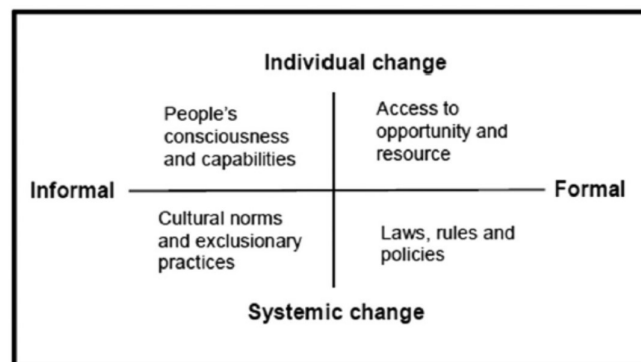 Individual change
People's
consciousness
and capabilities
Access to
opportunity and
resource
Informal
Formal
Cultural norms
and exclusionary
practices
Laws, rules and
policies
Systemic change